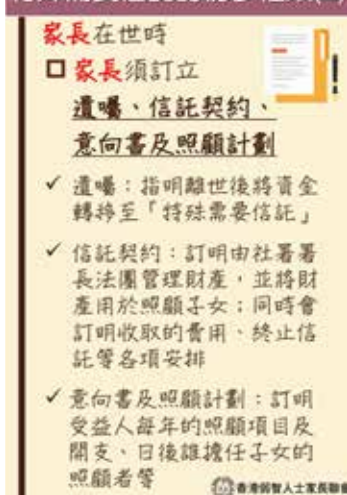 家長在世時
家長須訂立
遺囑、信託契約、
意向書及照顧計劃
✓ 遺囑：指明離世後將資金
轉移至「特殊需要信託」
✓ 信託契約：訂明由社署署
長法團管理財產，並將財
產用於照顧子女；同時會
訂明收取的費用、終止信
託等各項安排
✓ 意向書及照顧計劃：訂明
受益人每年的照顧項目及
開支、日後誰擔任子女的
照顧者等
香港弱智人士家長聯會